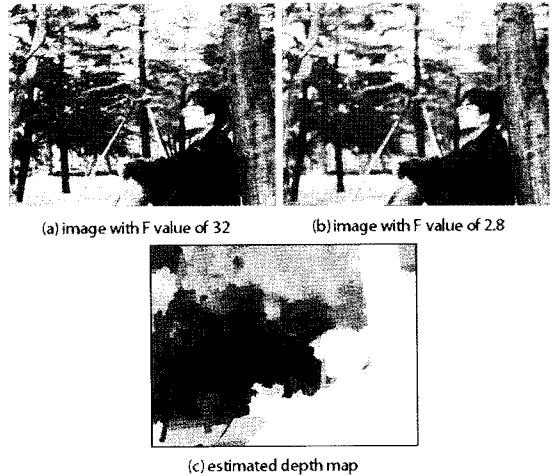 (a) image with F value of 32
(b) image with F value of 2.8
(c) estimated depth map